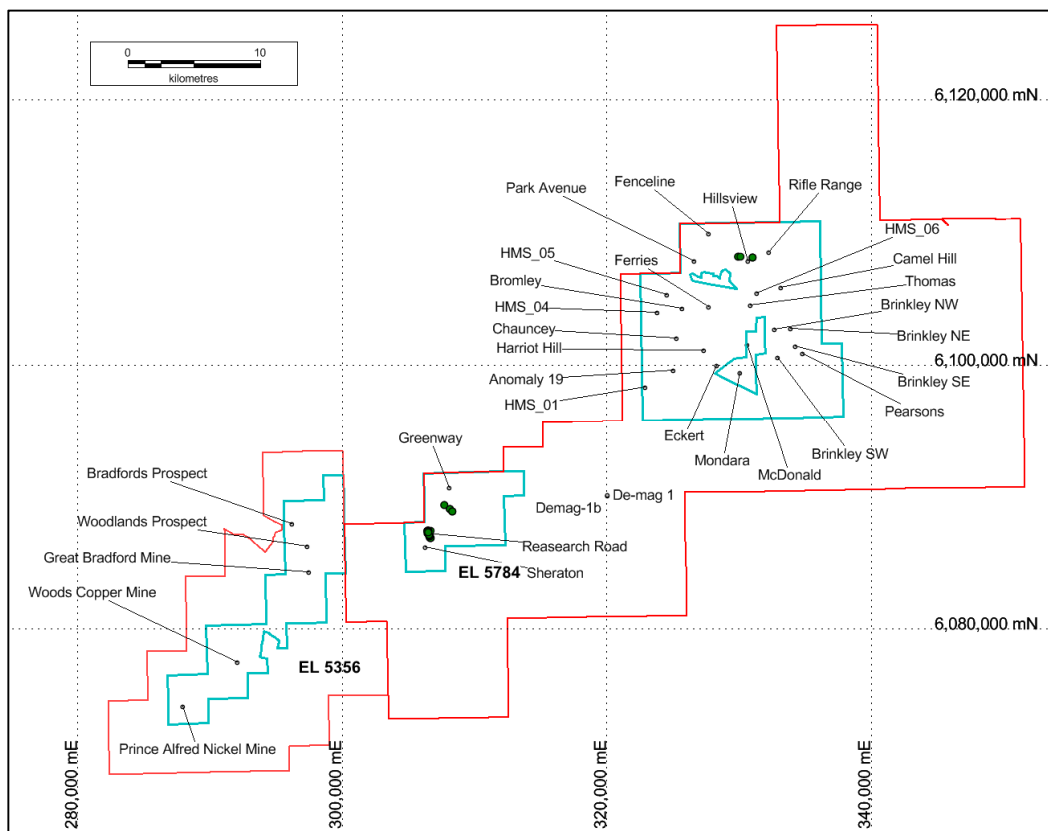 0
10
kilometres
6,120,000 mN
Fenceline
Park Avenue
Hillsview
Rifle Range
HMS_06
HMS_05
Ferries
Camel Hill
Bromley
Thomas
HMS_04
Brinkley NW
Chauncey
Brinkley NE
Harriot Hill
6,100,000 mN
Anomaly 19
Brinkley SE
HMS_01
Pearsons
Eckert
Greenway
Mondara
Brinkley SW
McDonald
Bradfords Prospect
De-mag 1
Demag-1b
Woodlands Prospect
Reasearch Road
Great Bradford Mine
EL 5784
Sheraton
Woods Copper Mine
6,080,000 mN
EL 5356
Prince Alfred Nickel Mine
280,000 mE
300,000 mE
320,000 mE
340,000 mE